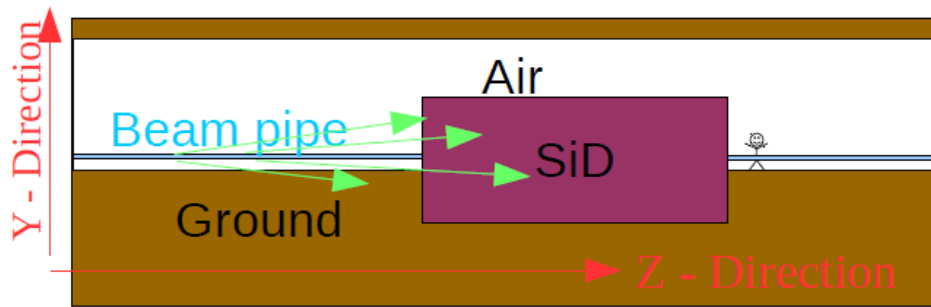 Air
Beam pipe
SiD
Ground
Y - Direction
Z - Direction